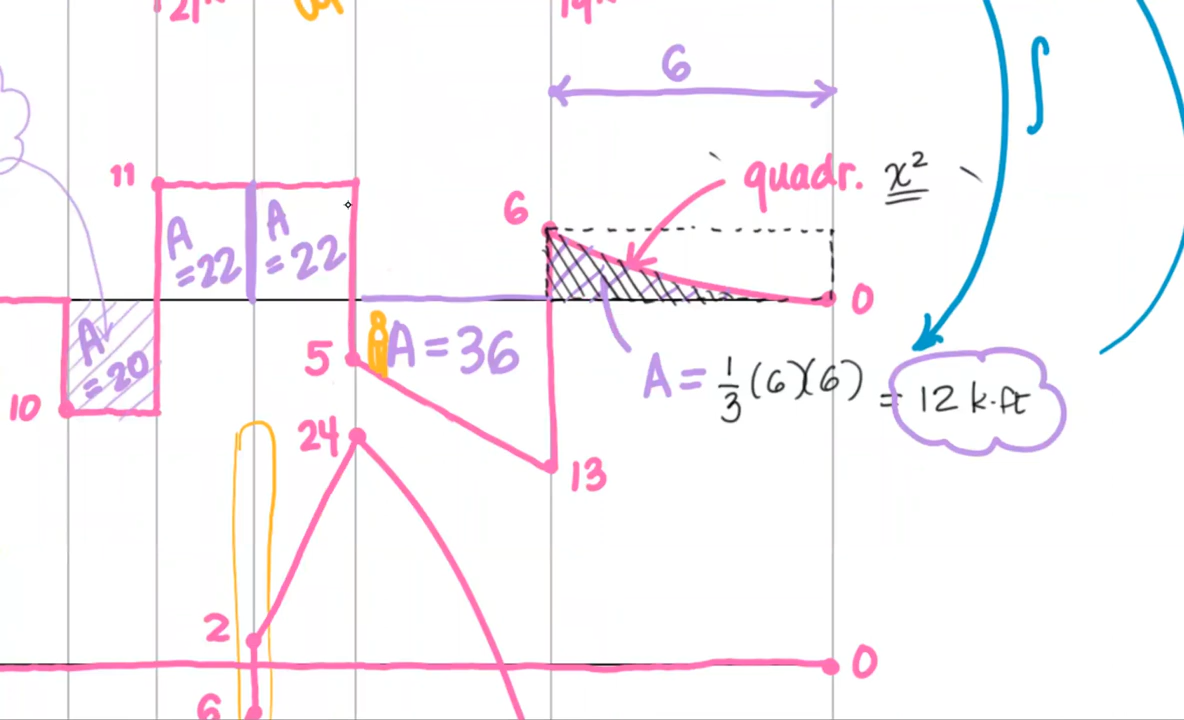 6
quadr. x²
11
6
A = 22
A = 22
0
A = 20
5
A = 36
A = 1/3 (6)(6) = 12 k·ft
10
24
13
2
0
6
∫